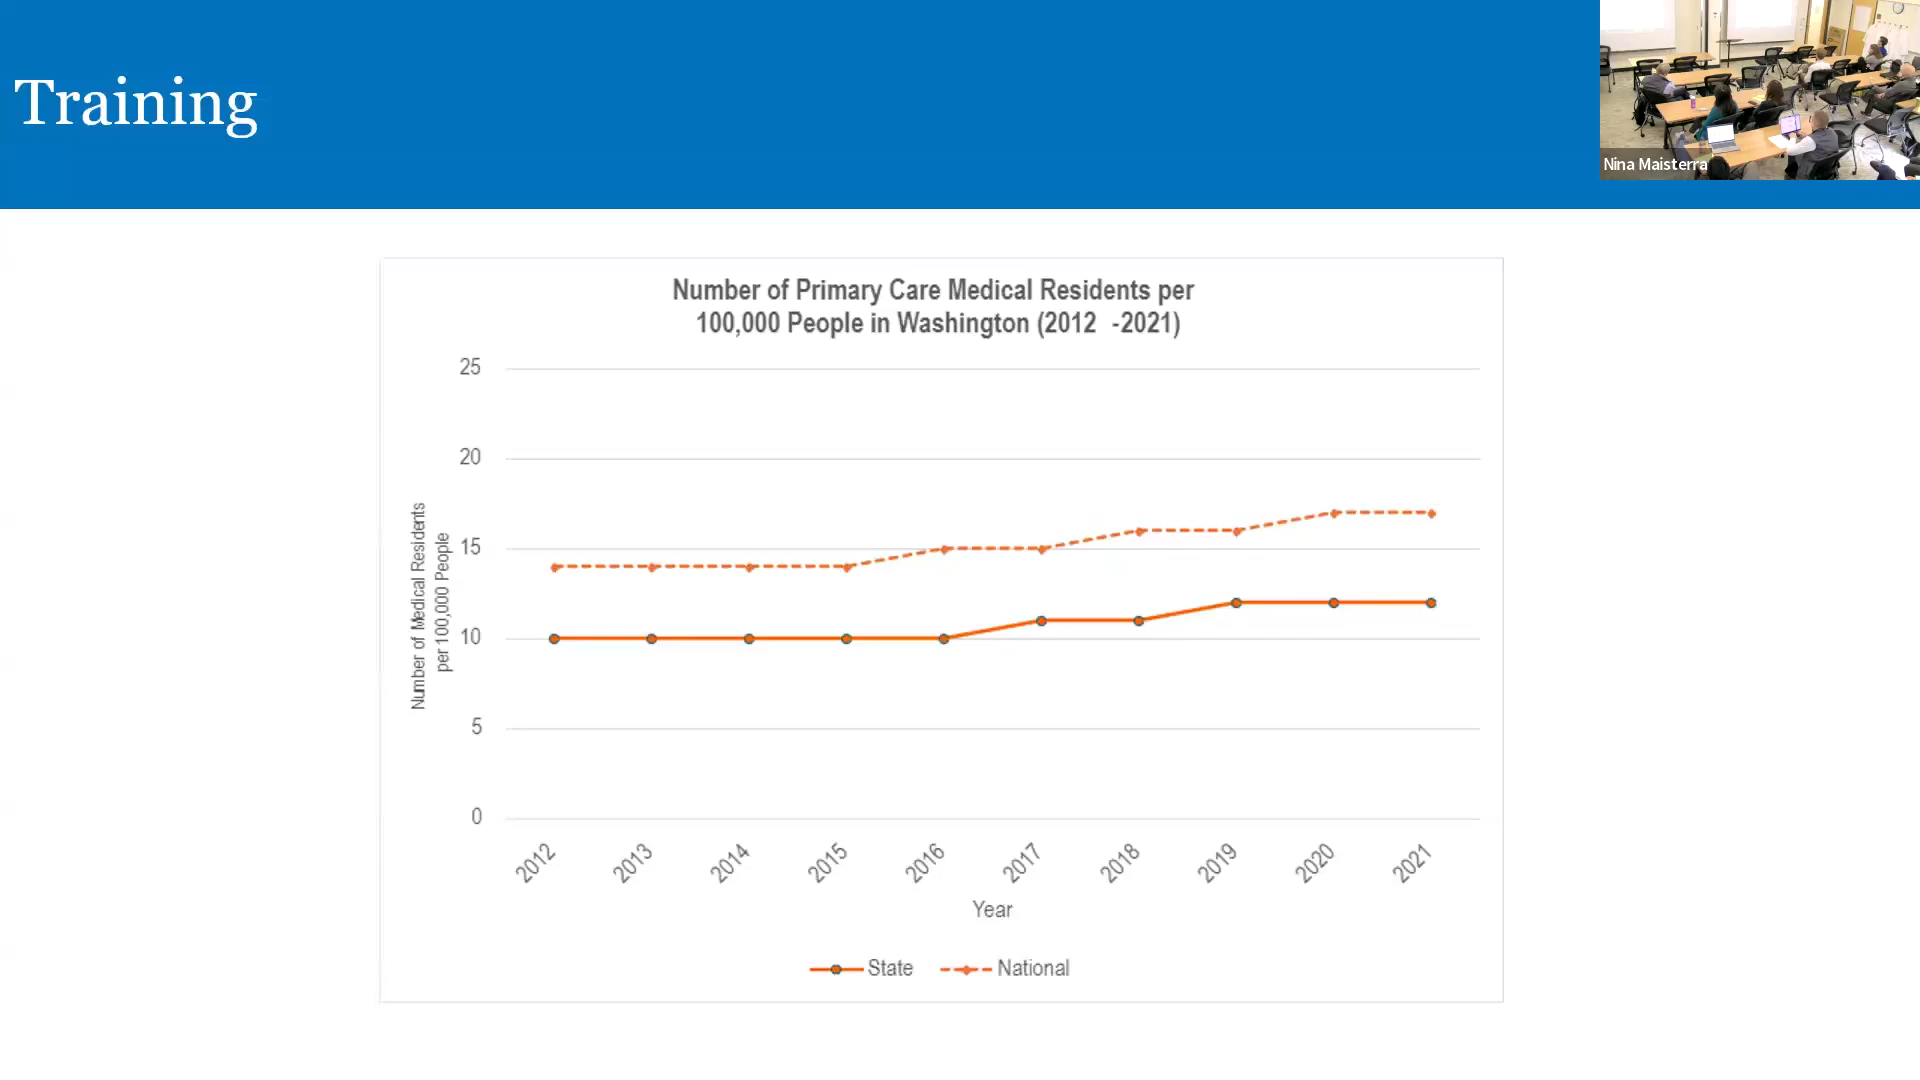 Training
Nina Maisterra
Number of Primary Care Medical Residents per
100,000 People in Washington (2012 -2021)
Number of Medical Residents
per 100,000 People
25
20
15
10
5
0
2012 2013 2014 2015 2016 2017 2018 2019 2020 2021
Year
State National